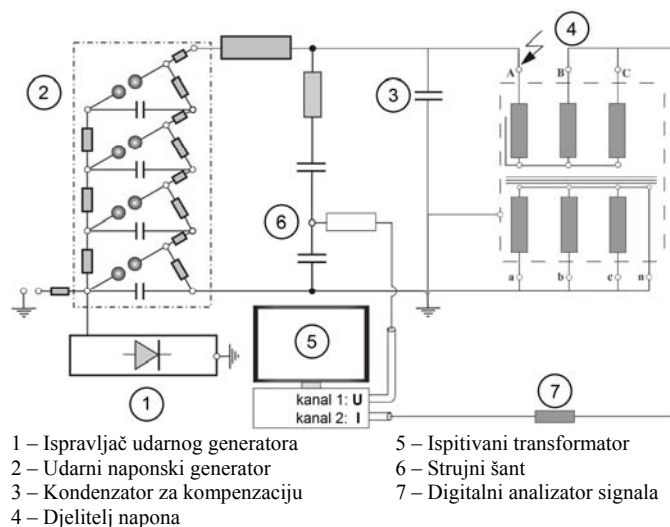 4
A B C
2
3
6
a b c n
5
7
kanal 1: U
kanal 2: I
1
1 – Ispravljač udarnog generatora
2 – Udarni naponski generator
3 – Kondenzator za kompenzaciju
4 – Djelitelj napona
5 – Ispitivani transformator
6 – Strujni šant
7 – Digitalni analizator signala